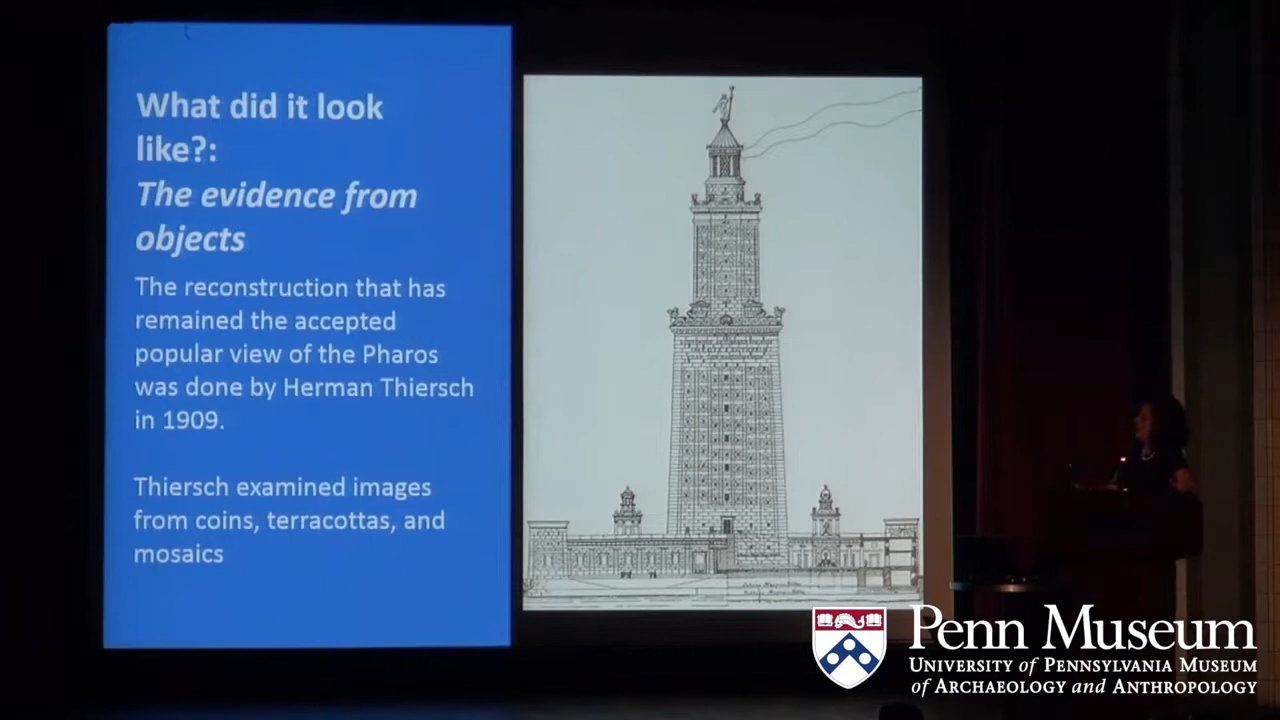 What did it look
like?:
The evidence from
objects
The reconstruction that has
remained the accepted
popular view of the Pharos
was done by Herman Thiersch
in 1909.
Thiersch examined images
from coins, terracottas, and
mosaics
Penn Museum
University of Pennsylvania Museum
of Archaeology and Anthropology